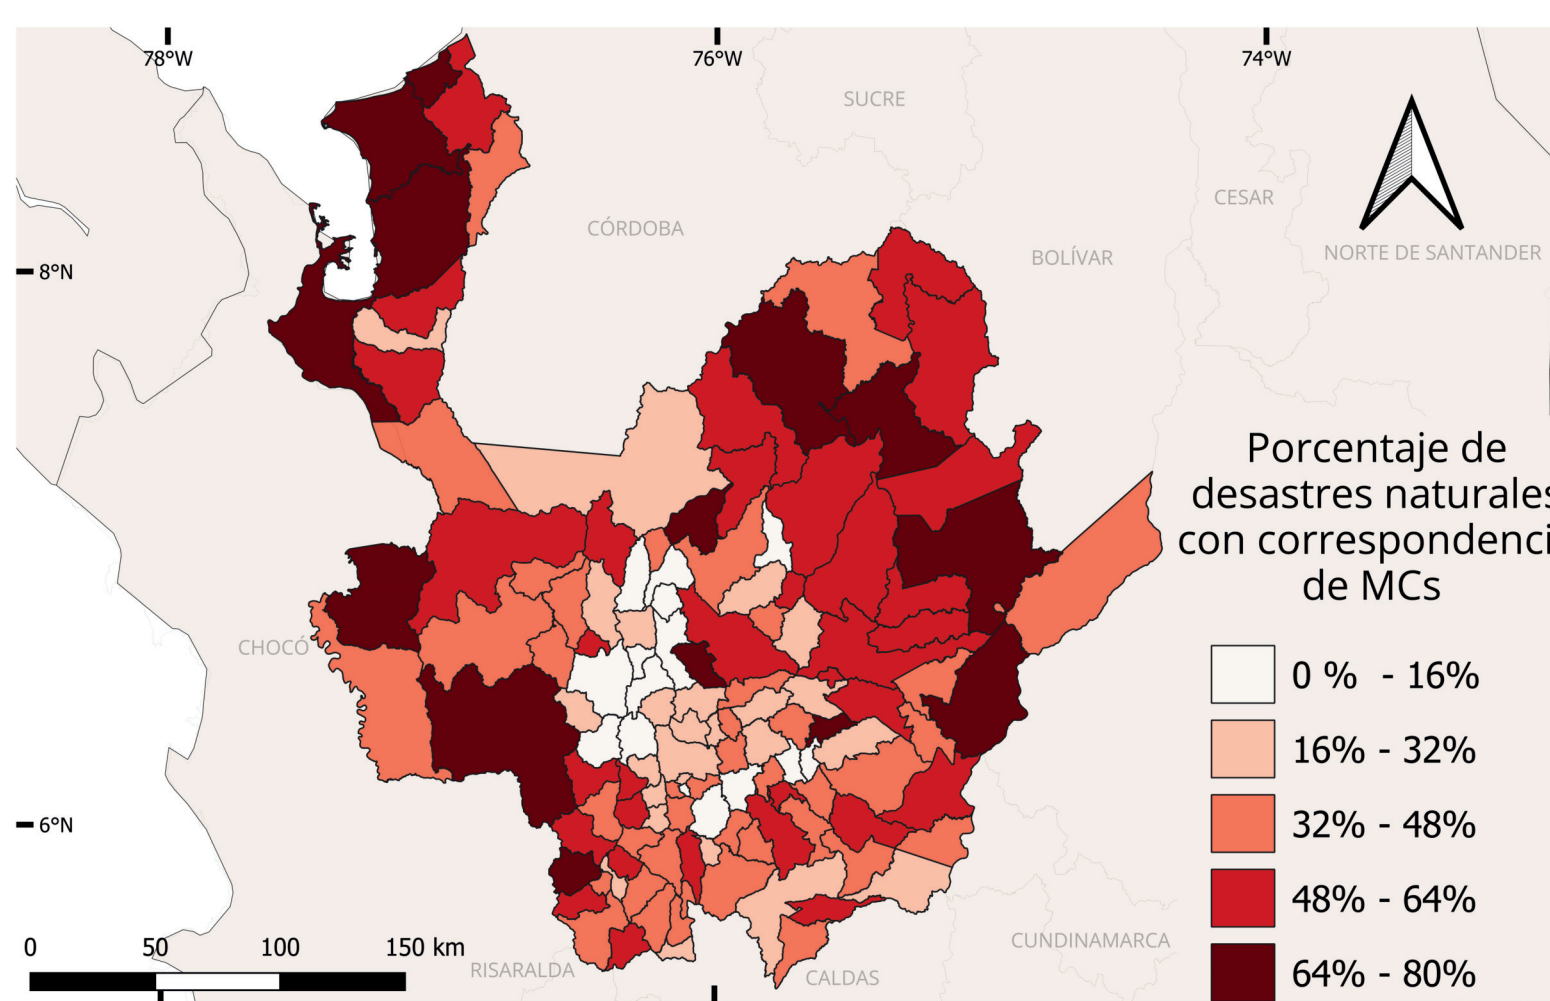 78°W
76°W
74°W
SUCRE
CESAR
CÓRDOBA
BOLÍVAR
NORTE DE SANTANDER
8°N
Porcentaje de
desastres naturales
con correspondenci
de MCs
CHOCÓ
0 % - 16%
16% - 32%
6°N
32% - 48%
48% - 64%
0 50 100 150 km
RISARALDA
CALDAS
CUNDINAMARCA
64% - 80%